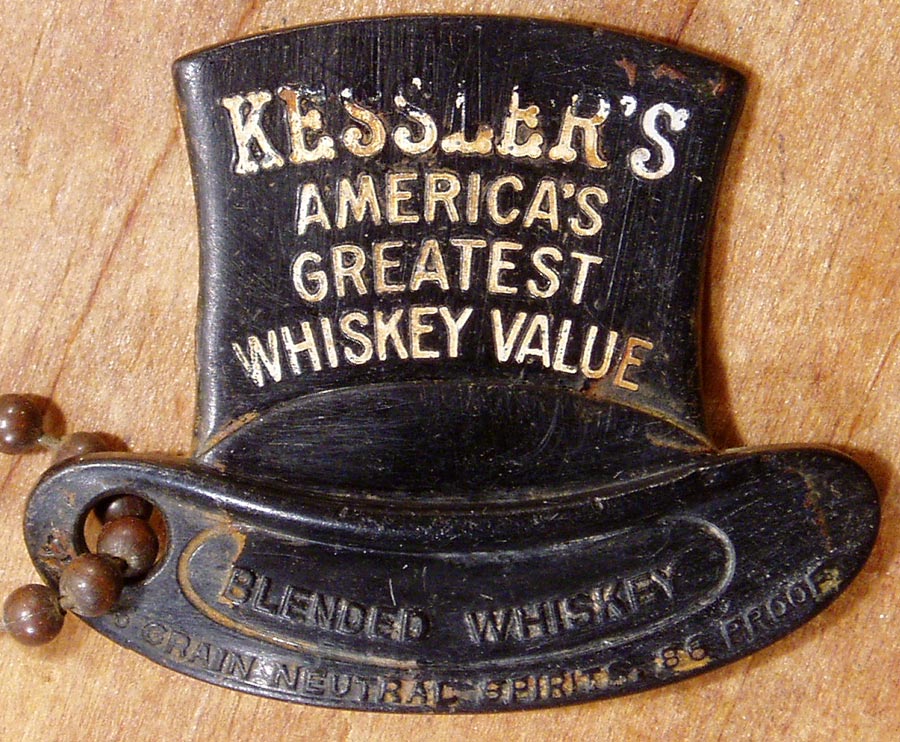 KESSLER'S
AMERICA'S
GREATEST
WHISKEY VALUE
BLENDED WHISKEY
GRAIN NEUTRAL SPIRITS. 86 PROOF